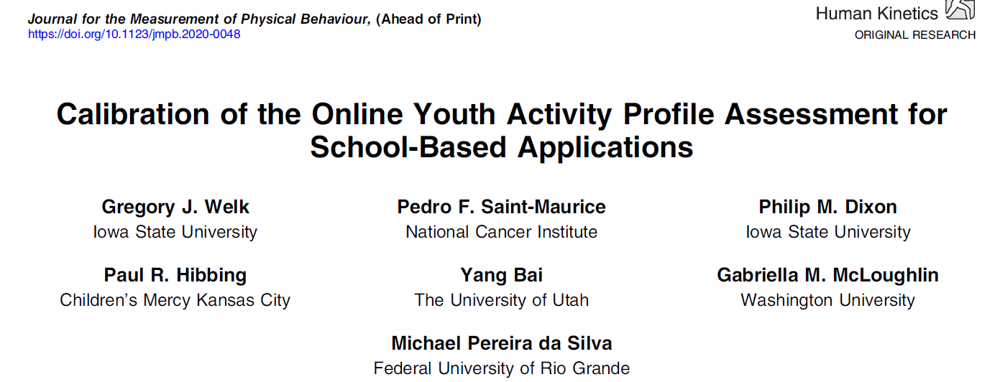 Journal for the Measurement of Physical Behaviour, (Ahead of Print)
https://doi.org/10.1123/jmpb.2020-0048
Human Kinetics
ORIGINAL RESEARCH
Calibration of the Online Youth Activity Profile Assessment for
School-Based Applications
Gregory J. Welk
Iowa State University
Pedro F. Saint-Maurice
National Cancer Institute
Philip M. Dixon
Iowa State University
Paul R. Hibbing
Children’s Mercy Kansas City
Yang Bai
The University of Utah
Gabriella M. McLoughlin
Washington University
Michael Pereira da Silva
Federal University of Rio Grande